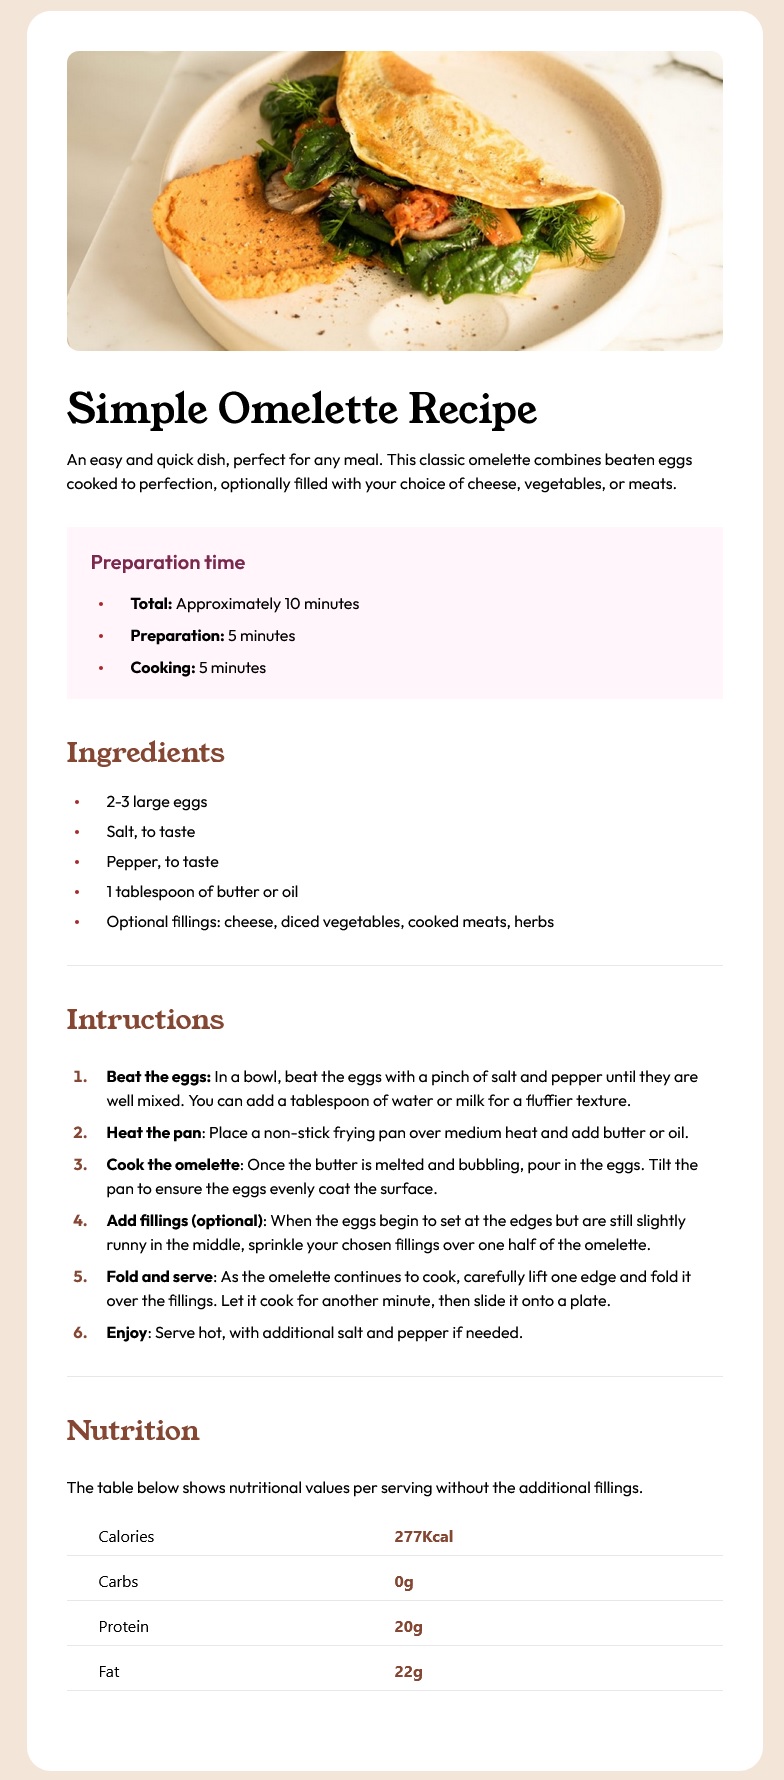 Simple Omelette Recipe
An easy and quick dish, perfect for any meal. This classic omelette combines beaten eggs
cooked to perfection, optionally filled with your choice of cheese, vegetables, or meats.
Preparation time
• Total: Approximately 10 minutes
• Preparation: 5 minutes
• Cooking: 5 minutes
Ingredients
• 2-3 large eggs
• Salt, to taste
• Pepper, to taste
• 1 tablespoon of butter or oil
• Optional fillings: cheese, diced vegetables, cooked meats, herbs
Intructions
1. Beat the eggs: In a bowl, beat the eggs with a pinch of salt and pepper until they are
well mixed. You can add a tablespoon of water or milk for a fluffier texture.
2. Heat the pan: Place a non-stick frying pan over medium heat and add butter or oil.
3. Cook the omelette: Once the butter is melted and bubbling, pour in the eggs. Tilt the
pan to ensure the eggs evenly coat the surface.
4. Add fillings (optional): When the eggs begin to set at the edges but are still slightly
runny in the middle, sprinkle your chosen fillings over one half of the omelette.
5. Fold and serve: As the omelette continues to cook, carefully lift one edge and fold it
over the fillings. Let it cook for another minute, then slide it onto a plate.
6. Enjoy: Serve hot, with additional salt and pepper if needed.
Nutrition
The table below shows nutritional values per serving without the additional fillings.
Calories 277Kcal
Carbs 0g
Protein 20g
Fat 22g